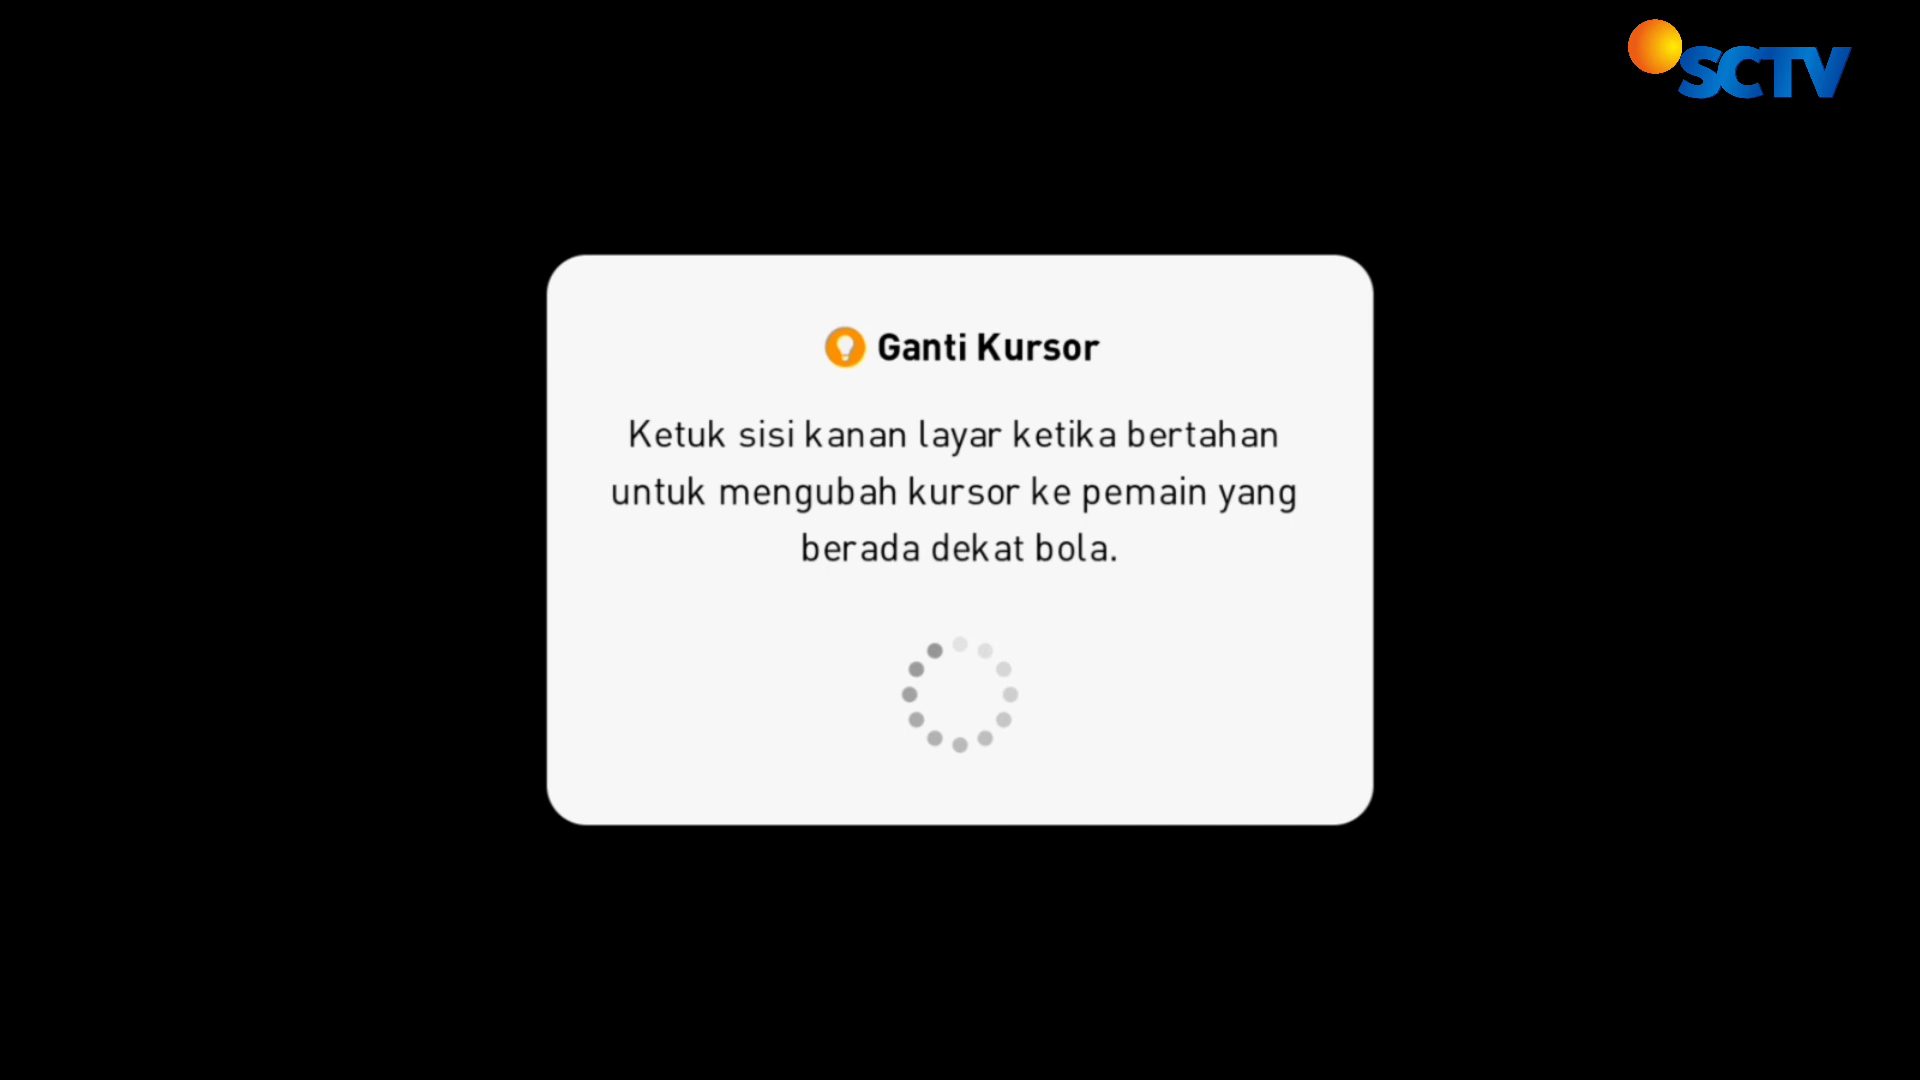 SCTV
Ganti Kursor
Ketuk sisi kanan layar ketika bertahan
untuk mengubah kursor ke pemain yang
berada dekat bola.